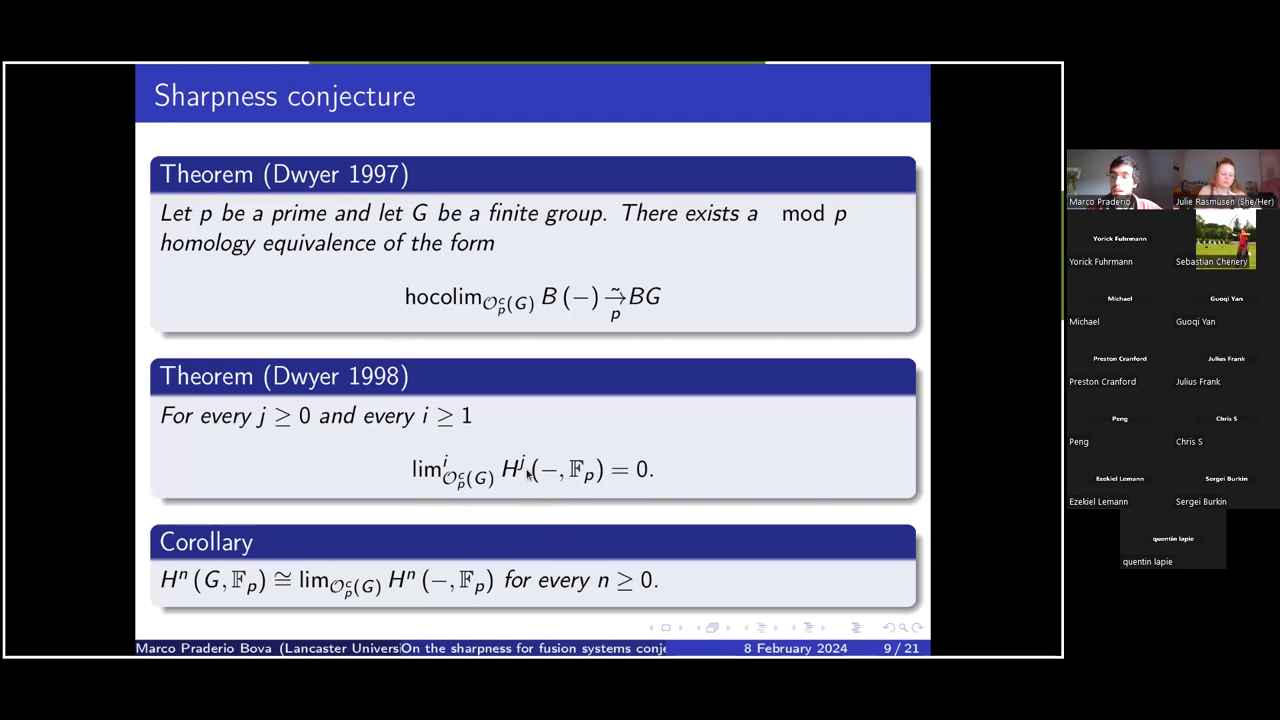 Sharpness conjecture
Theorem (Dwyer 1997)
Let p be a prime and let G be a finite group. There exists a mod p
homology equivalence of the form
hocolim_{𝒪_p^c(G)} B (−) →̃_p BG
Theorem (Dwyer 1998)
For every j ≥ 0 and every i ≥ 1
lim^i_{𝒪_p^c(G)} H^j (−, 𝔽_p) = 0.
Corollary
H^n (G, 𝔽_p) ≅ lim_{𝒪_p^c(G)} H^n (−, 𝔽_p) for every n ≥ 0.
Marco Praderio Bova (Lancaster Universi
On the sharpness for fusion systems conje
8 February 2024
9 / 21
Marco Praderio
Julie Rasmusen (She/Her)
Yorick Fuhrmann
Yorick Fuhrmann
Sebastian Chenery
Michael
Michael
Guoqi Yan
Guoqi Yan
Preston Cranford
Preston Cranford
Julius Frank
Julius Frank
Peng
Peng
Chris S
Chris S
Ezekiel Lemann
Ezekiel Lemann
Sergei Burkin
Sergei Burkin
quentin lapie
quentin lapie